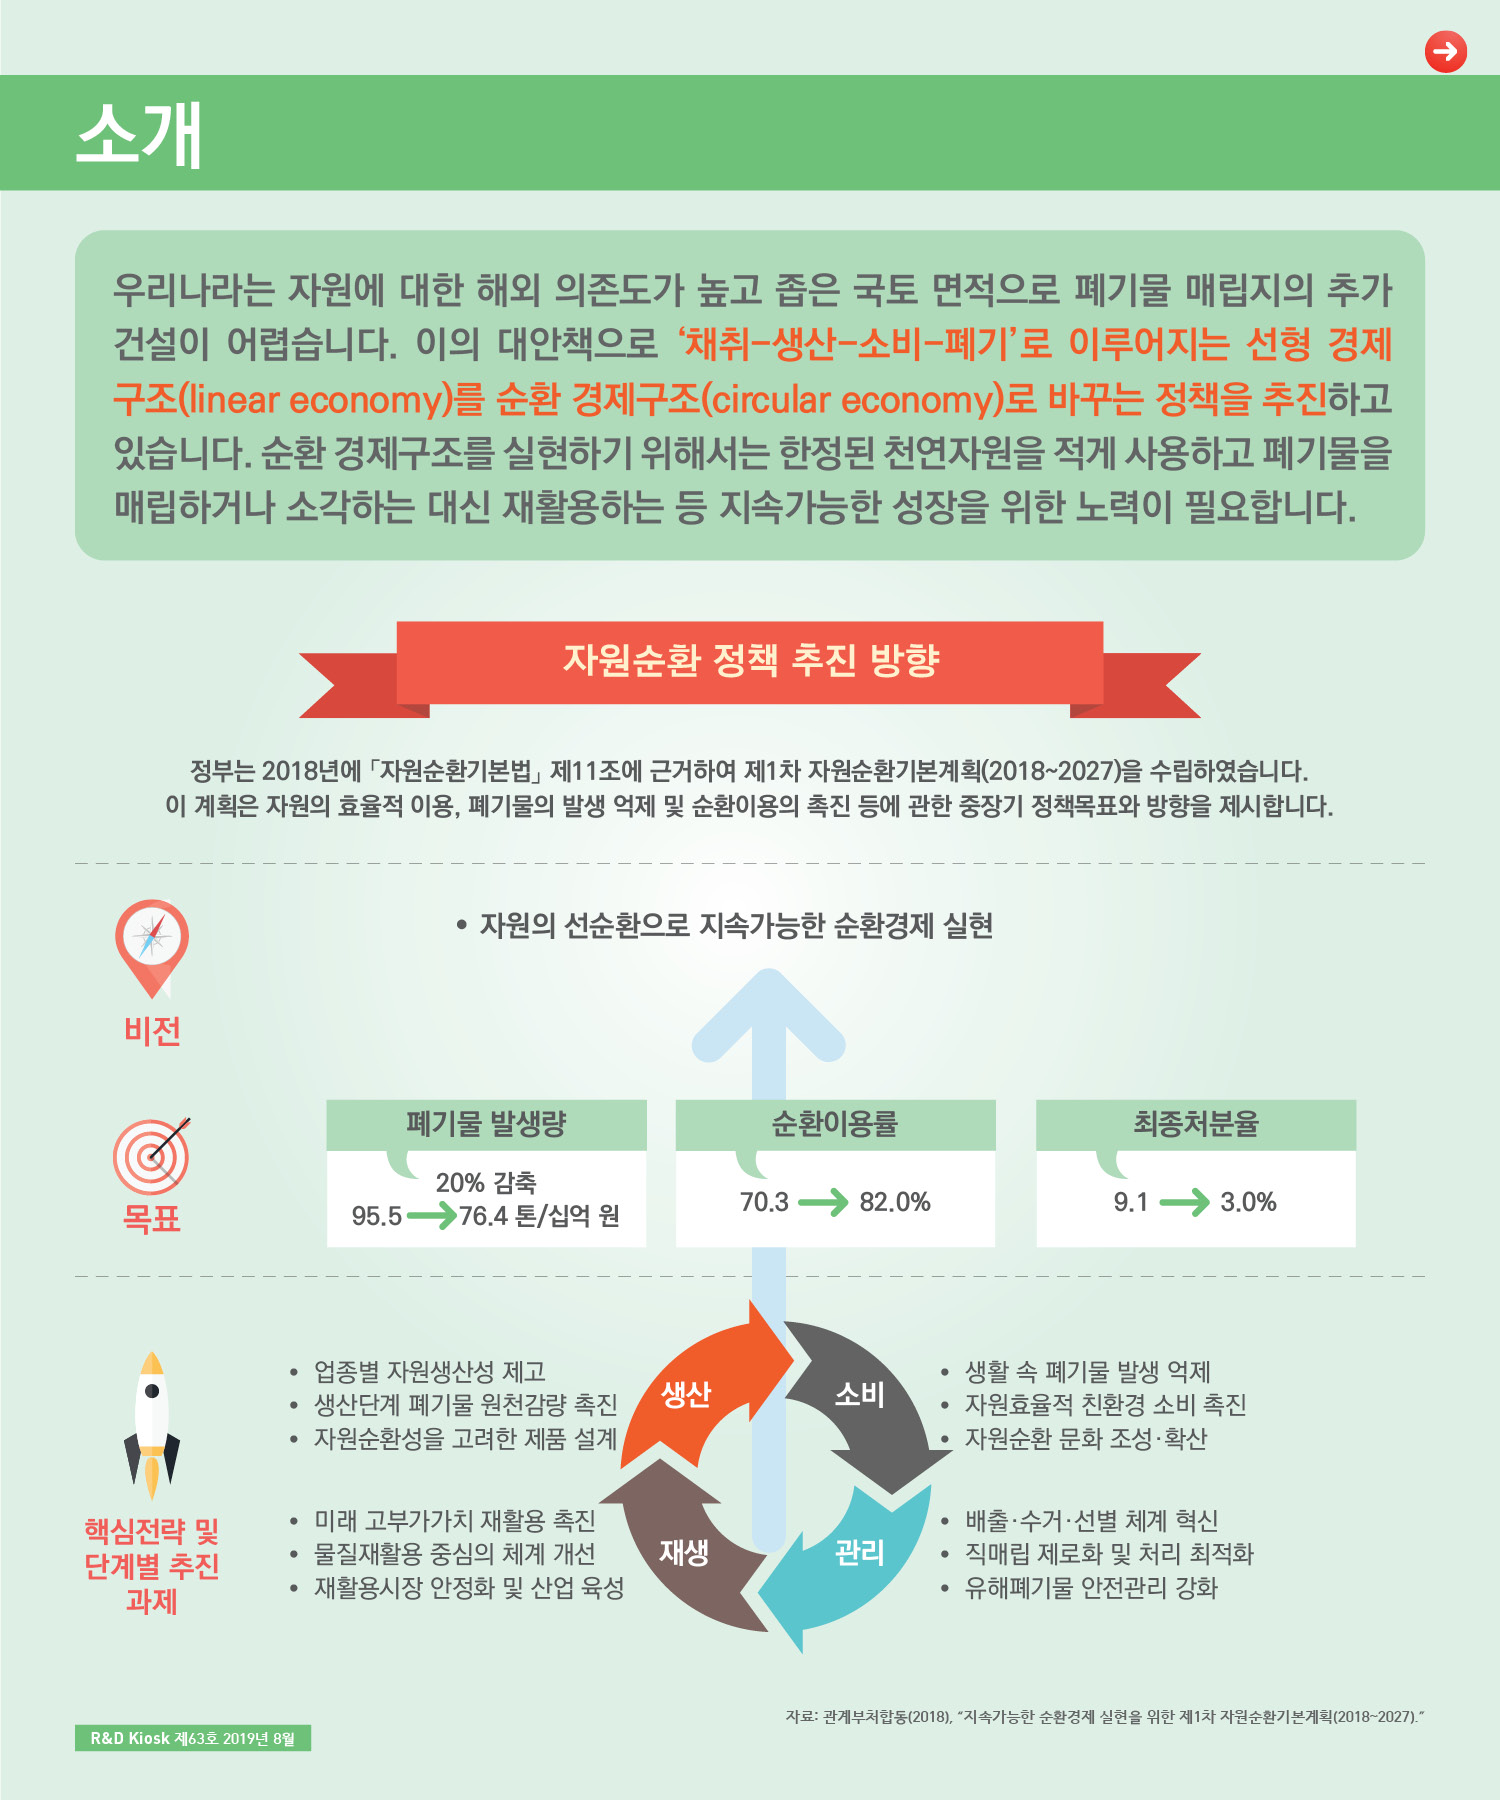 소개
우리나라는 자원에 대한 해외 의존도가 높고 좁은 국토 면적으로 폐기물 매립지의 추가
건설이 어렵습니다. 이의 대안책으로 ‘채취-생산-소비-폐기’로 이루어지는 선형 경제
구조(linear economy)를 순환 경제구조(circular economy)로 바꾸는 정책을 추진하고
있습니다. 순환 경제구조를 실현하기 위해서는 한정된 천연자원을 적게 사용하고 폐기물을
매립하거나 소각하는 대신 재활용하는 등 지속가능한 성장을 위한 노력이 필요합니다.
자원순환 정책 추진 방향
정부는 2018년에 「자원순환기본법」 제11조에 근거하여 제1차 자원순환기본계획(2018~2027)을 수립하였습니다.
이 계획은 자원의 효율적 이용, 폐기물의 발생 억제 및 순환이용의 촉진 등에 관한 중장기 정책목표와 방향을 제시합니다.
비전
• 자원의 선순환으로 지속가능한 순환경제 실현
목표
폐기물 발생량
20% 감축
95.5 → 76.4 톤/십억 원
순환이용률
70.3 → 82.0%
최종처분율
9.1 → 3.0%
핵심전략 및
단계별 추진
과제
• 업종별 자원생산성 제고
• 생산단계 폐기물 원천감량 촉진
• 자원순환성을 고려한 제품 설계
생산
소비
• 생활 속 폐기물 발생 억제
• 자원효율적 친환경 소비 촉진
• 자원순환 문화 조성·확산
• 미래 고부가가치 재활용 촉진
• 물질재활용 중심의 체계 개선
• 재활용시장 안정화 및 산업 육성
재생
관리
• 배출·수거·선별 체계 혁신
• 직매립 제로화 및 처리 최적화
• 유해폐기물 안전관리 강화
자료: 관계부처합동(2018), “지속가능한 순환경제 실현을 위한 제1차 자원순환기본계획(2018~2027).”
R&D Kiosk 제63호 2019년 8월